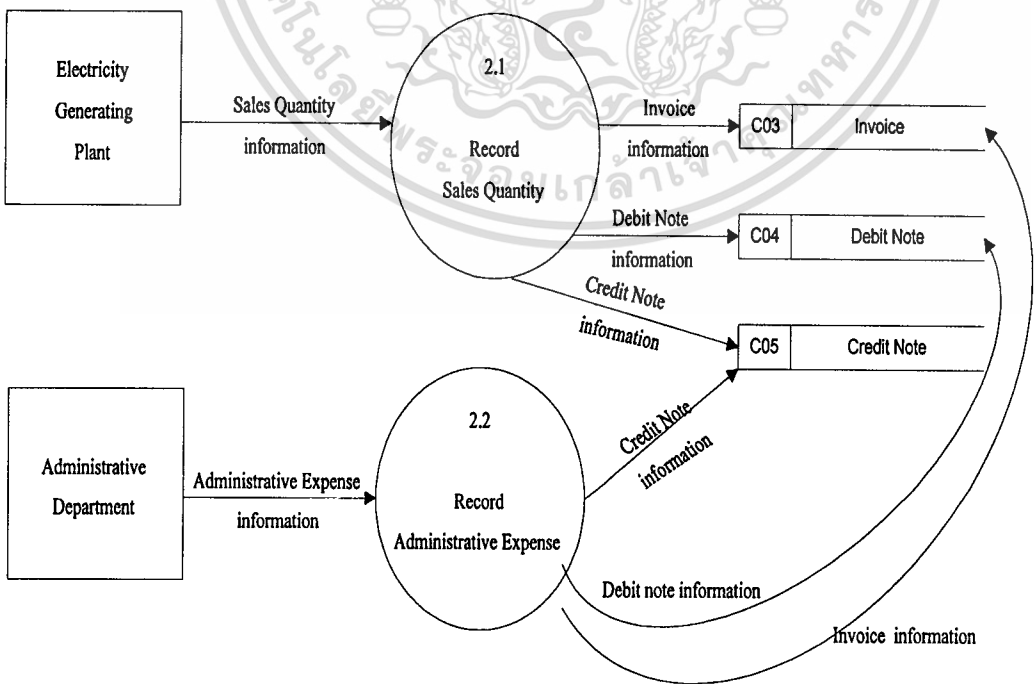 Electricity
Generating
Plant
Sales Quantity
information
2.1
Record
Sales Quantity
Invoice
information
C03
Invoice
Debit Note
information
C04
Debit Note
Credit Note
information
C05
Credit Note
Administrative
Department
Administrative Expense
information
2.2
Record
Administrative Expense
Credit Note
information
Debit note information
Invoice information